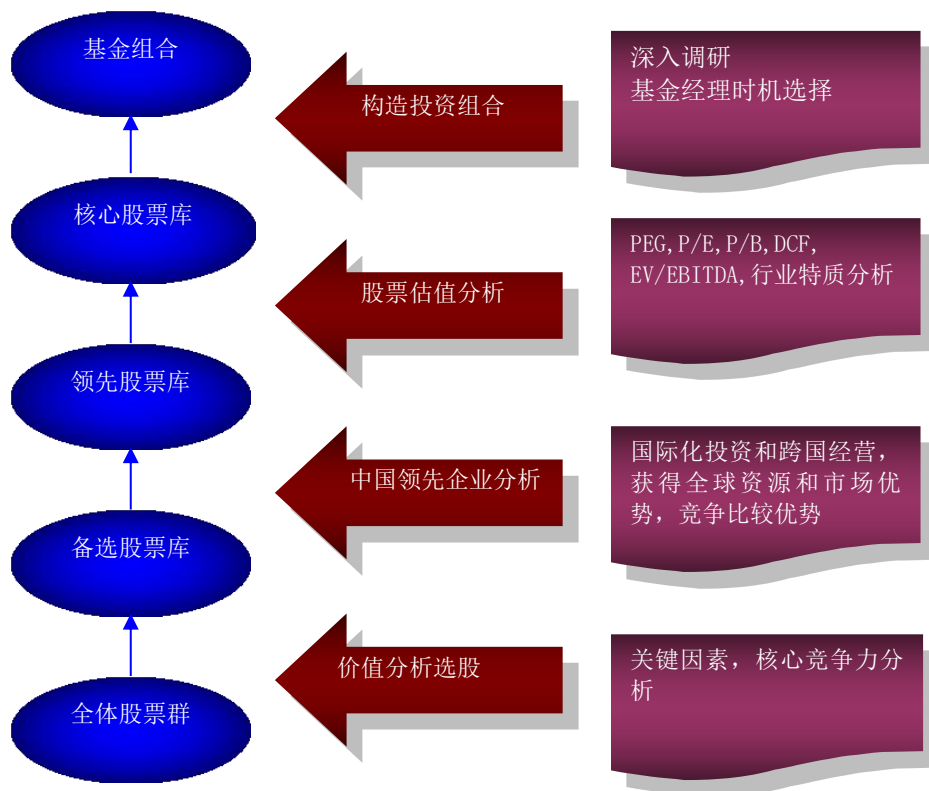 基金组合
构造投资组合
深入调研
基金经理时机选择
核心股票库
股票估值分析
PEG,P/E,P/B,DCF,
EV/EBITDA,行业特质分析
领先股票库
中国领先企业分析
国际化投资和跨国经营，
获得全球资源和市场优
势，竞争比较优势
备选股票库
价值分析选股
关键因素，核心竞争力分
析
全体股票群